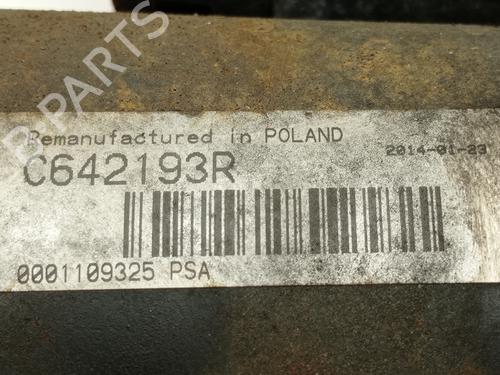 B-PARTS
Remanufactured in POLAND
2014-01-23
C642193R
0001109325 PSA